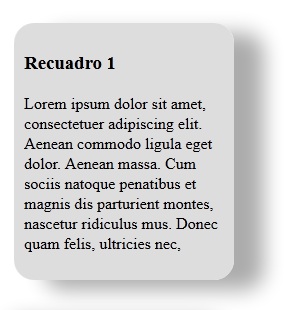 Recuadro 1
Lorem ipsum dolor sit amet,
consectetuer adipiscing elit.
Aenean commodo ligula eget
dolor. Aenean massa. Cum
sociis natoque penatibus et
magnis dis parturient montes,
nascetur ridiculus mus. Donec
quam felis, ultricies nec,